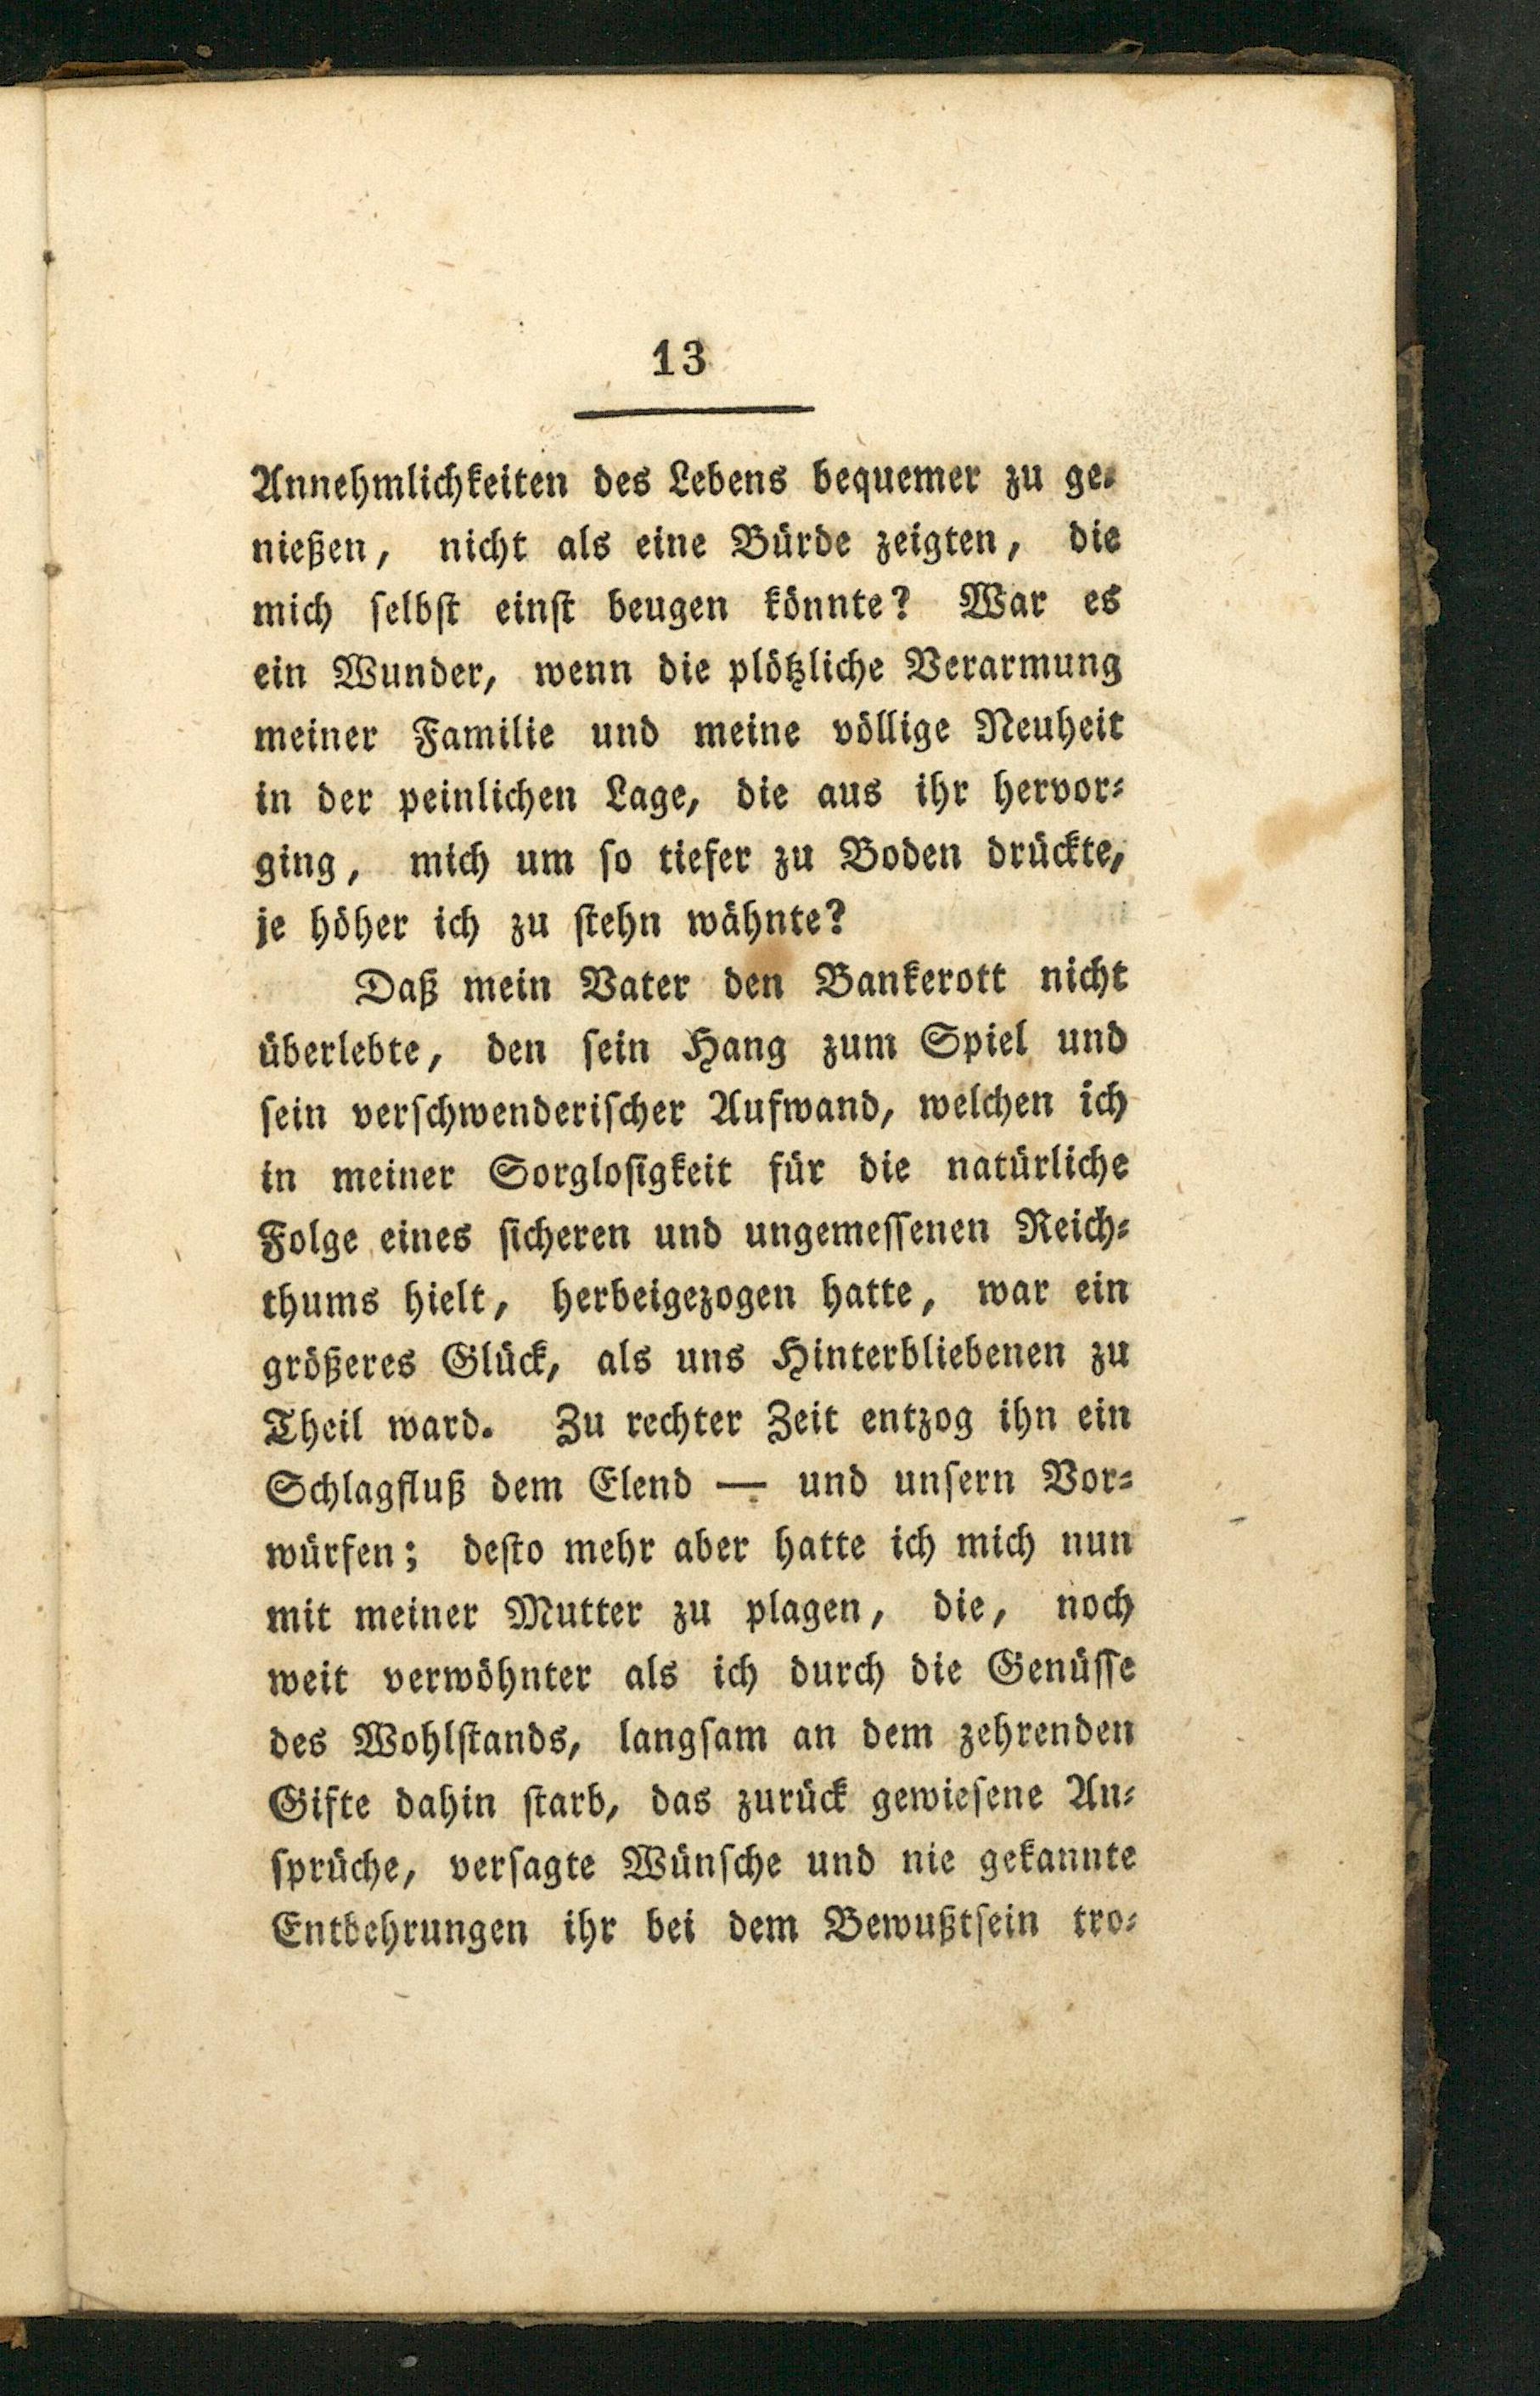 13
Annehmlichkeiten des Lebens bequemer zu ge-
nießen, nicht als eine Bürde zeigten, die
mich selbst einst beugen könnte? War es
ein Wunder, wenn die plötzliche Verarmung
meiner Familie und meine völlige Neuheit
in der peinlichen Lage, die aus ihr hervor-
ging, mich um so tiefer zu Boden drückte,
je höher ich zu stehn wähnte?
Daß mein Vater den Bankerott nicht
überlebte, den sein Hang zum Spiel und
sein verschwenderischer Aufwand, welchen ich
in meiner Sorglosigkeit für die natürliche
Folge eines sicheren und ungemessenen Reich-
thums hielt, herbeigezogen hatte, war ein
größeres Glück, als uns Hinterbliebenen zu
Theil ward. Zu rechter Zeit entzog ihn ein
Schlagfluß dem Elend — und unsern Vor-
würfen; desto mehr aber hatte ich mich nun
mit meiner Mutter zu plagen, die, noch
weit verwöhnter als ich durch die Genüsse
des Wohlstands, langsam an dem zehrenden
Gifte dahin starb, das zurück gewiesene An-
sprüche, versagte Wünsche und nie gekannte
Entbehrungen ihr bei dem Bewußtsein tro-